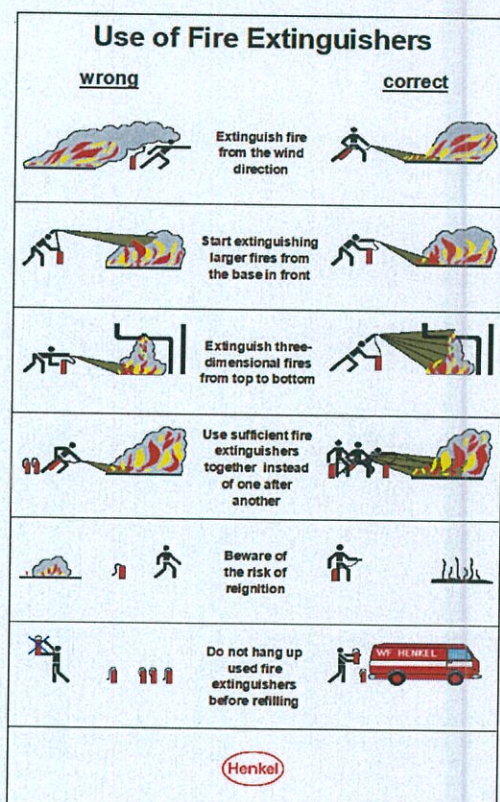 Use of Fire Extinguishers
wrong
correct
Extinguish fire
from the wind
direction
Start extinguishing
larger fires from
the base in front
Extinguish three-
dimensional fires
from top to bottom
Use sufficient fire
extinguishers
together instead
of one after
another
Beware of
the risk of
reignition
Do not hang up
used fire
extinguishers
before refilling
WF HENKEL
Henkel